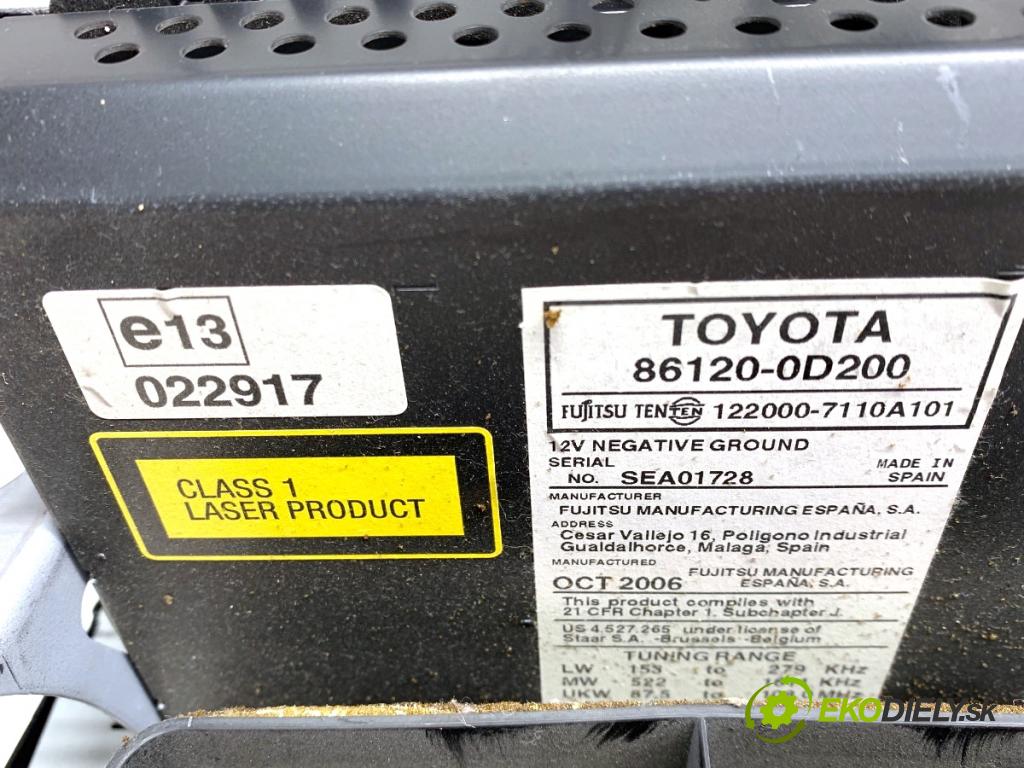 e13
022917
CLASS 1
LASER PRODUCT
TOYOTA
86120-0D200
FUJITSU TEN TEN 122000-7110A101
12V NEGATIVE GROUND
SERIAL
NO. SEA01728
MADE IN
SPAIN
MANUFACTURER
FUJITSU MANUFACTURING ESPAÑA, S.A.
ADDRESS
Cesar Vallejo 16, Poligono Industrial
Gualdalhorce, Malaga, Spain
MANUFACTURED
OCT 2006
FUJITSU MANUFACTURING
ESPAÑA, S.A.
This product complies with
21 CFR Chapter 1, Subchapter J.
US 4.527.265 under license of
Staar S.A. -Brussels -Belgium
TUNING RANGE
LW 153 to 279 KHz
MW 522 to KHz
UKW 87.5 to MHz
EKODIELY.SK